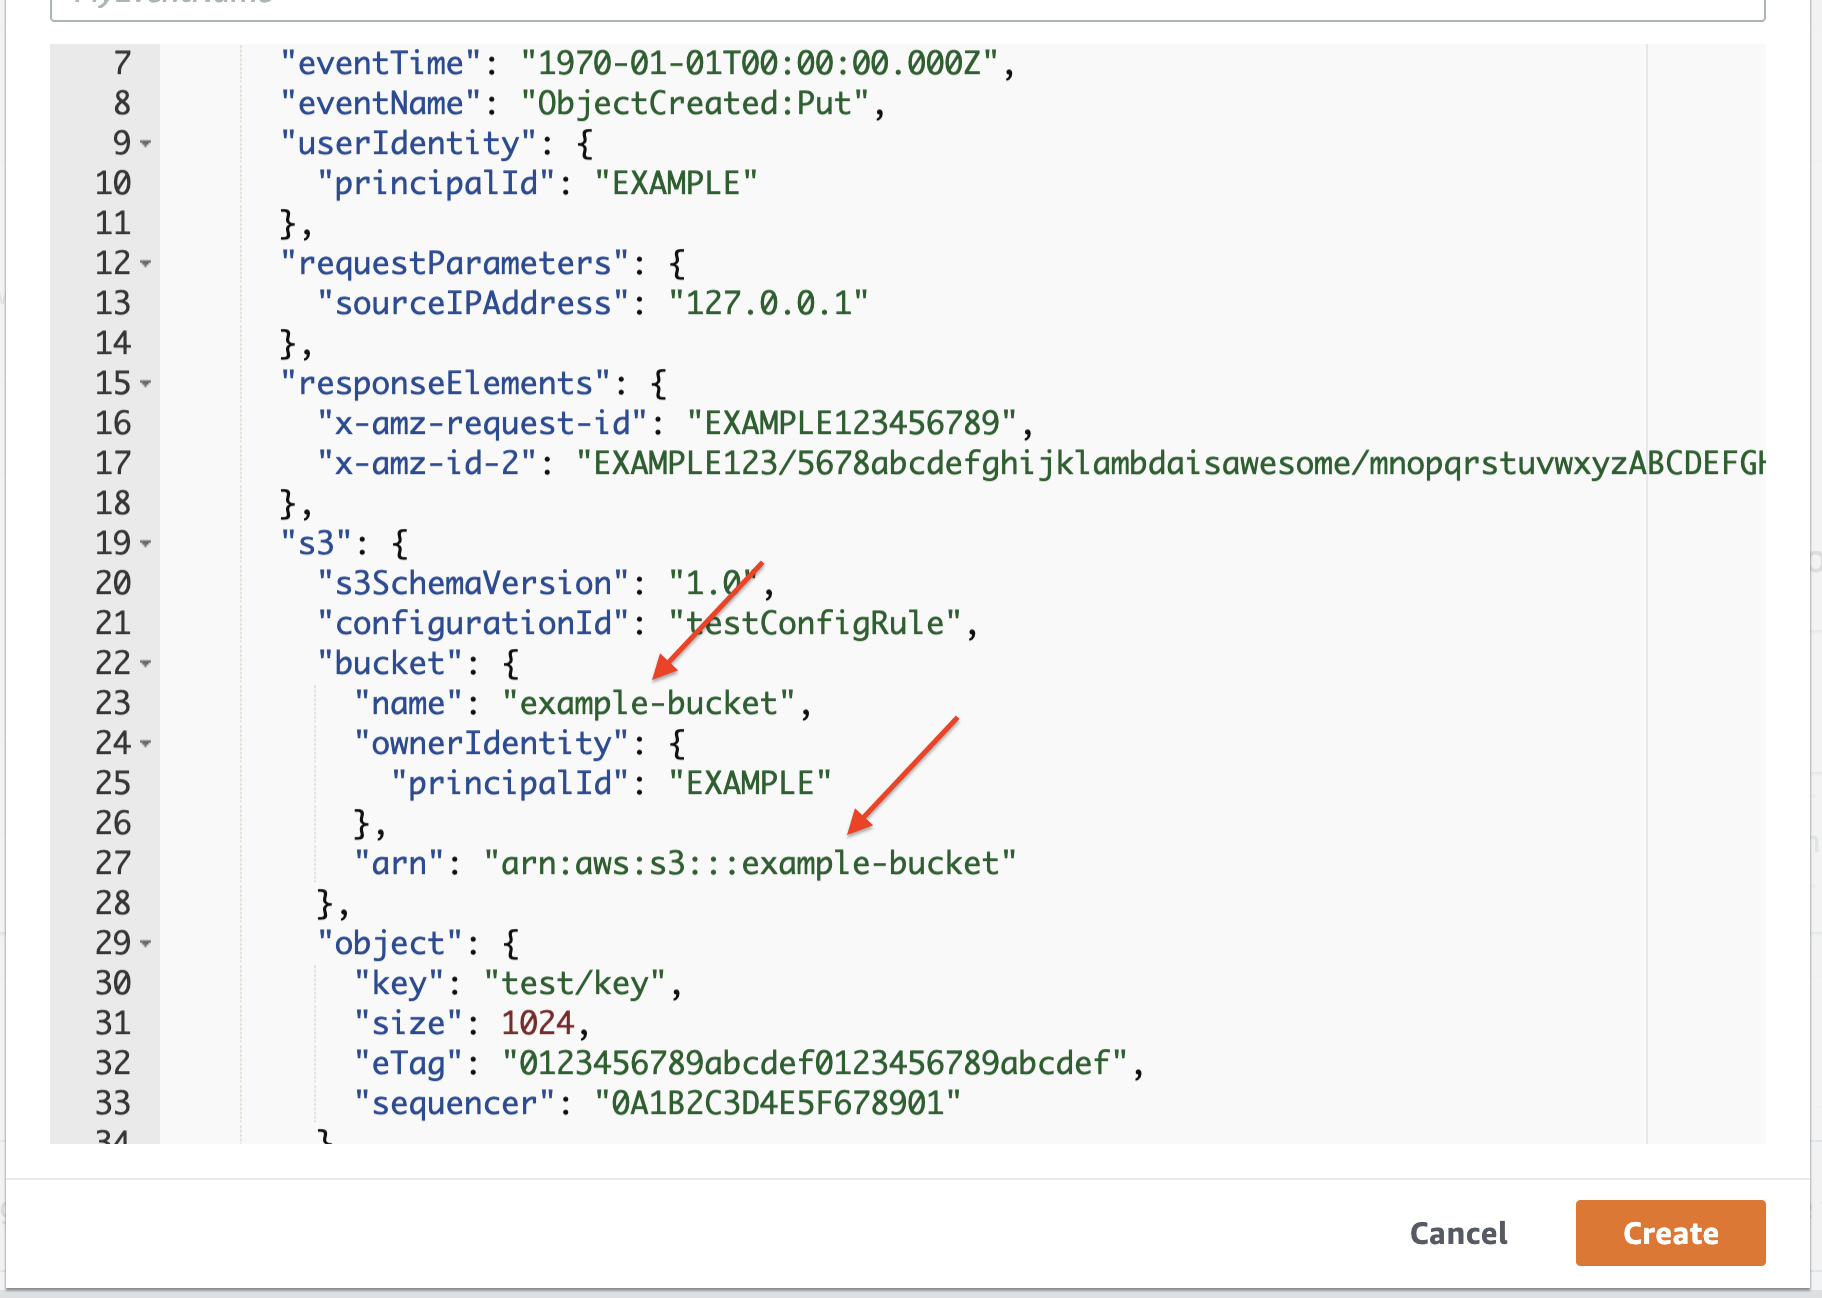 MyEventName
7 "eventTime": "1970-01-01T00:00:00.000Z",
8 "eventName": "ObjectCreated:Put",
9 "userIdentity": {
10 "principalId": "EXAMPLE"
11 },
12 "requestParameters": {
13 "sourceIPAddress": "127.0.0.1"
14 },
15 "responseElements": {
16 "x-amz-request-id": "EXAMPLE123456789",
17 "x-amz-id-2": "EXAMPLE123/5678abcdefghijklambdaisawesome/mnopqrstuvwxyzABCDEFGH
18 },
19 "s3": {
20 "s3SchemaVersion": "1.0",
21 "configurationId": "testConfigRule",
22 "bucket": {
23 "name": "example-bucket",
24 "ownerIdentity": {
25 "principalId": "EXAMPLE"
26 },
27 "arn": "arn:aws:s3:::example-bucket"
28 },
29 "object": {
30 "key": "test/key",
31 "size": 1024,
32 "eTag": "0123456789abcdef0123456789abcdef",
33 "sequencer": "0A1B2C3D4E5F678901"
34 }
Cancel Create